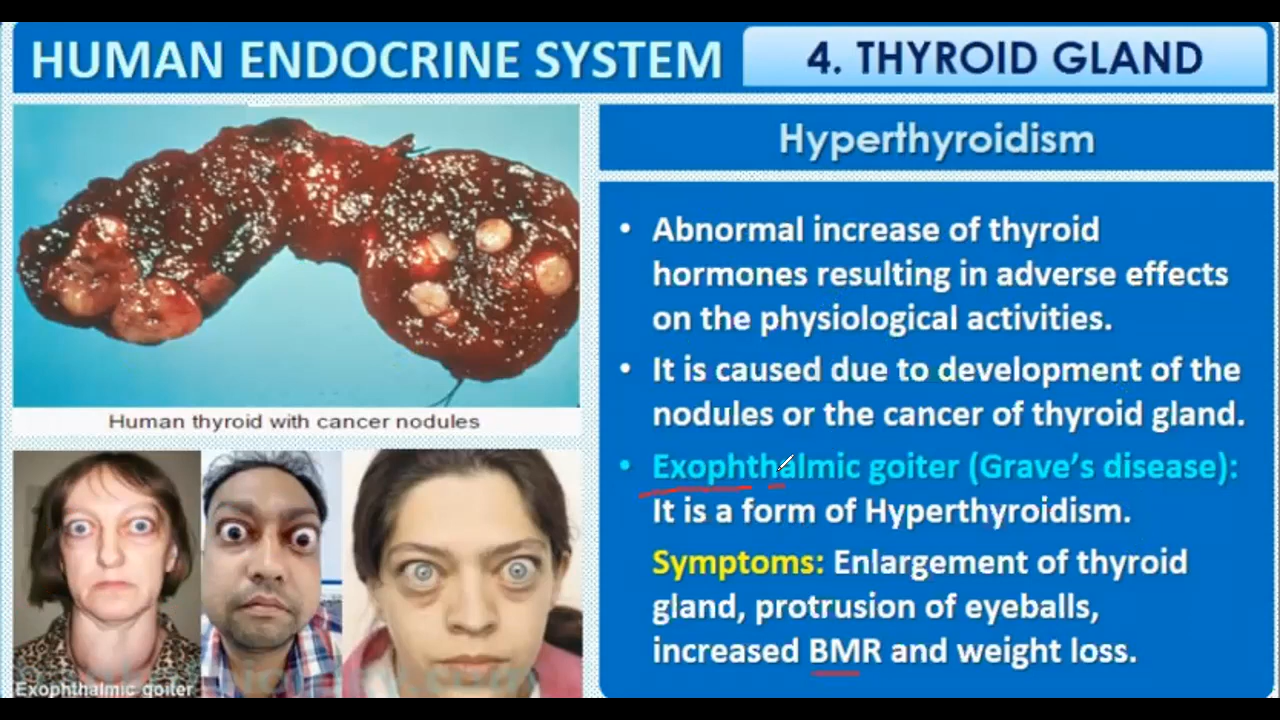 HUMAN ENDOCRINE SYSTEM
4. THYROID GLAND
Human thyroid with cancer nodules
Exophthalmic goiter
Hyperthyroidism
• Abnormal increase of thyroid
hormones resulting in adverse effects
on the physiological activities.
• It is caused due to development of the
nodules or the cancer of thyroid gland.
• Exophthalmic goiter (Grave's disease):
It is a form of Hyperthyroidism.
Symptoms: Enlargement of thyroid
gland, protrusion of eyeballs,
increased BMR and weight loss.